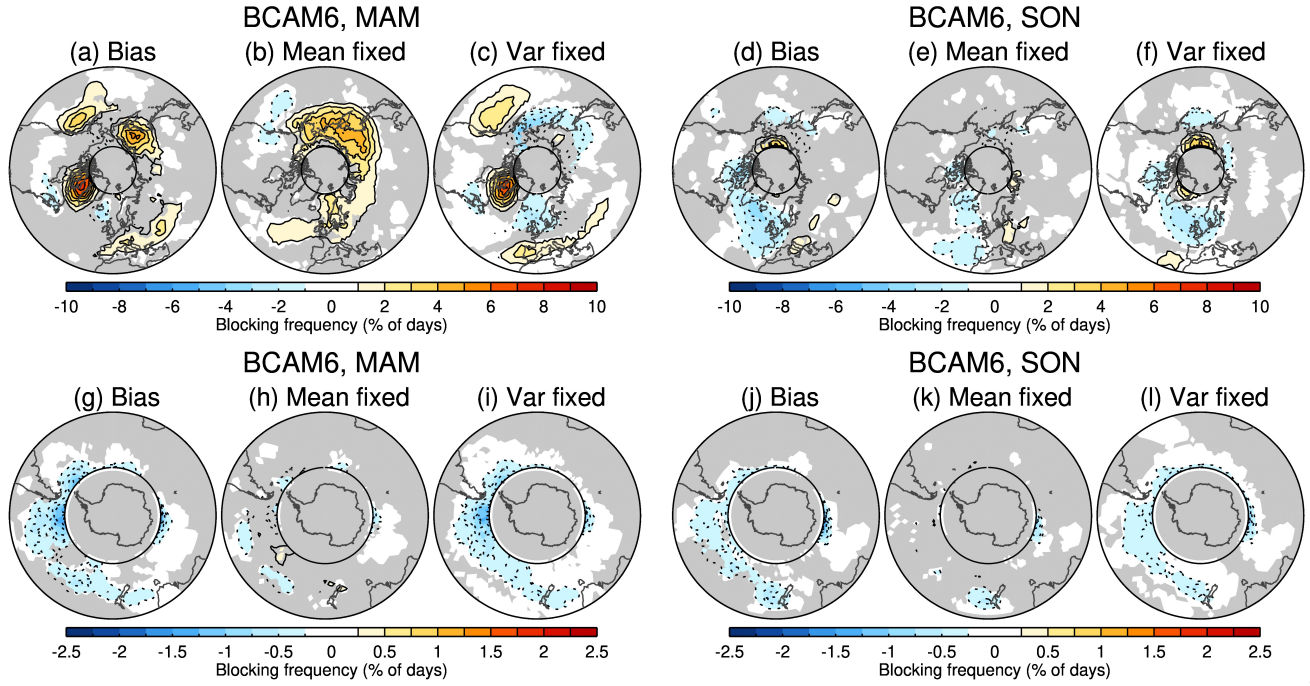 BCAM6, MAM
BCAM6, SON
(a) Bias
(b) Mean fixed
(c) Var fixed
(d) Bias
(e) Mean fixed
(f) Var fixed
-10 -8 -6 -4 -2 0 2 4 6 8 10
Blocking frequency (% of days)
-10 -8 -6 -4 -2 0 2 4 6 8 10
Blocking frequency (% of days)
BCAM6, MAM
BCAM6, SON
(g) Bias
(h) Mean fixed
(i) Var fixed
(j) Bias
(k) Mean fixed
(l) Var fixed
-2.5 -2 -1.5 -1 -0.5 0 0.5 1 1.5 2 2.5
Blocking frequency (% of days)
-2.5 -2 -1.5 -1 -0.5 0 0.5 1 1.5 2 2.5
Blocking frequency (% of days)